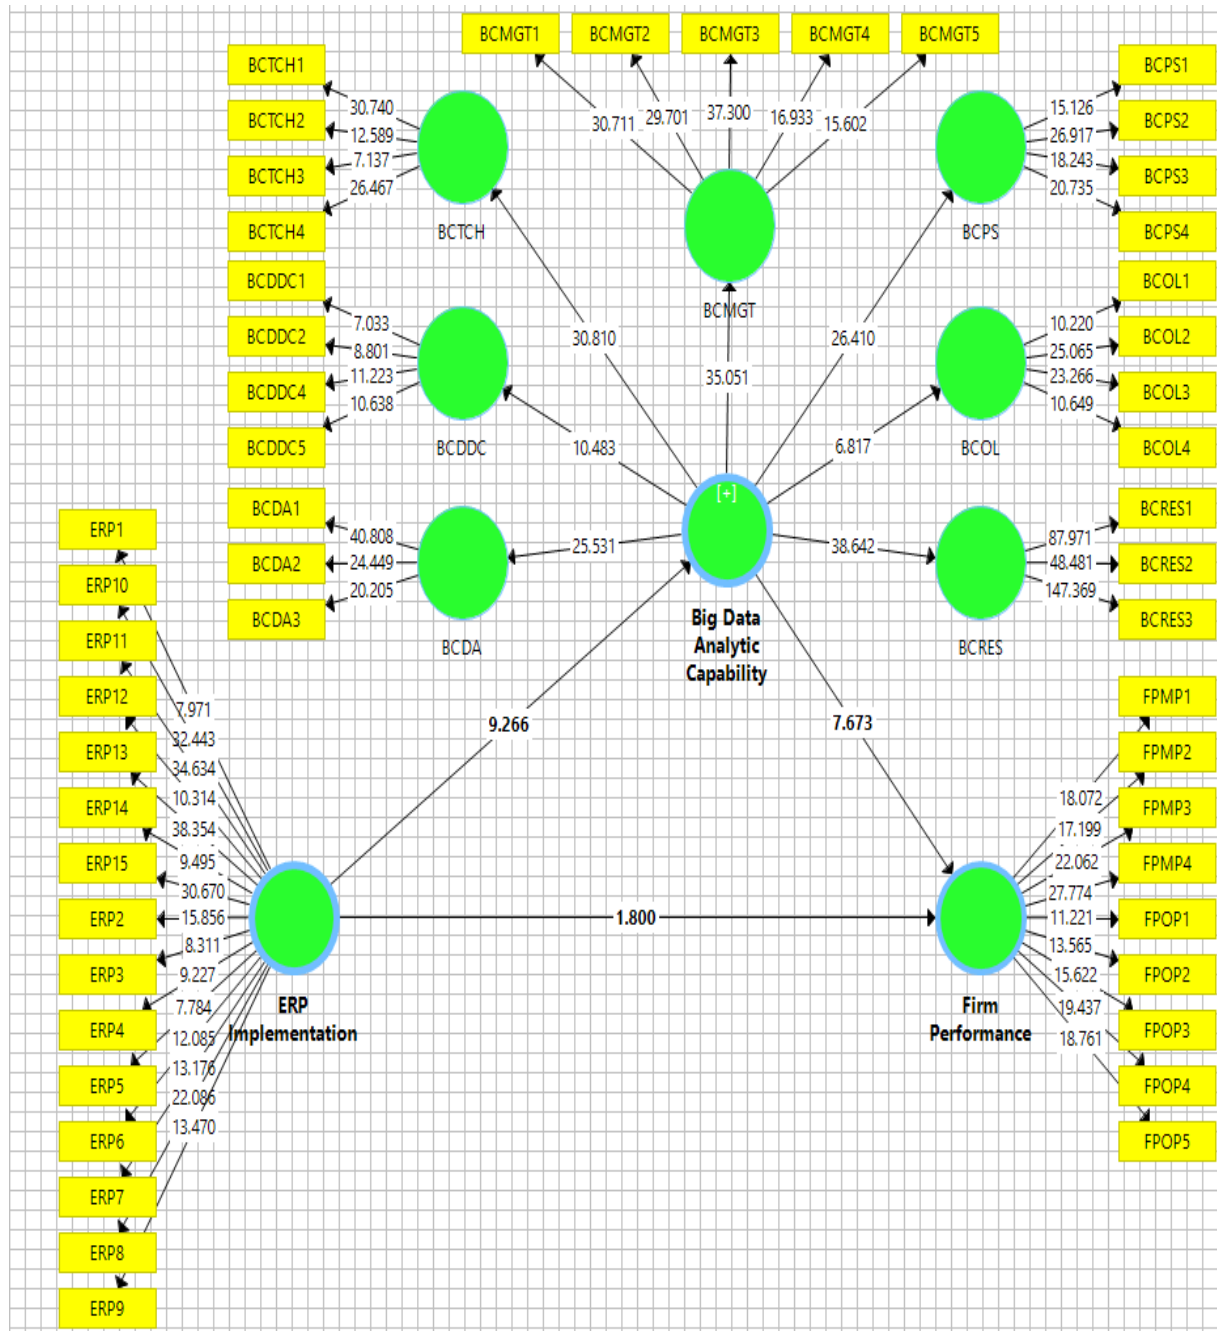 BCMGT1
BCMGT2
BCMGT3
BCMGT4
BCMGT5
30.711
29.701
37.300
16.933
15.602
BCMGT
BCTCH1
BCTCH2
BCTCH3
BCTCH4
30.740
12.589
7.137
26.467
BCTCH
BCPS1
BCPS2
BCPS3
BCPS4
15.126
26.917
18.243
20.735
BCPS
BCDDC1
BCDDC2
BCDDC4
BCDDC5
7.033
8.801
11.223
10.638
BCDDC
BCOL1
BCOL2
BCOL3
BCOL4
10.220
25.065
23.266
10.649
BCOL
BCDA1
BCDA2
BCDA3
40.808
24.449
20.205
BCDA
BCRES1
BCRES2
BCRES3
87.971
48.481
147.369
BCRES
30.810
35.051
26.410
10.483
6.817
25.531
38.642
[+]
Big Data
Analytic
Capability
9.266
7.673
1.800
ERP1
ERP10
ERP11
ERP12
ERP13
ERP14
ERP15
ERP2
ERP3
ERP4
ERP5
ERP6
ERP7
ERP8
ERP9
7.971
32.443
34.634
10.314
38.354
9.495
30.670
15.856
8.311
9.227
7.784
12.085
13.176
22.086
13.470
ERP
Implementation
FPMP1
FPMP2
FPMP3
FPMP4
FPOP1
FPOP2
FPOP3
FPOP4
FPOP5
18.072
17.199
22.062
27.774
11.221
13.565
15.622
19.437
18.761
Firm
Performance